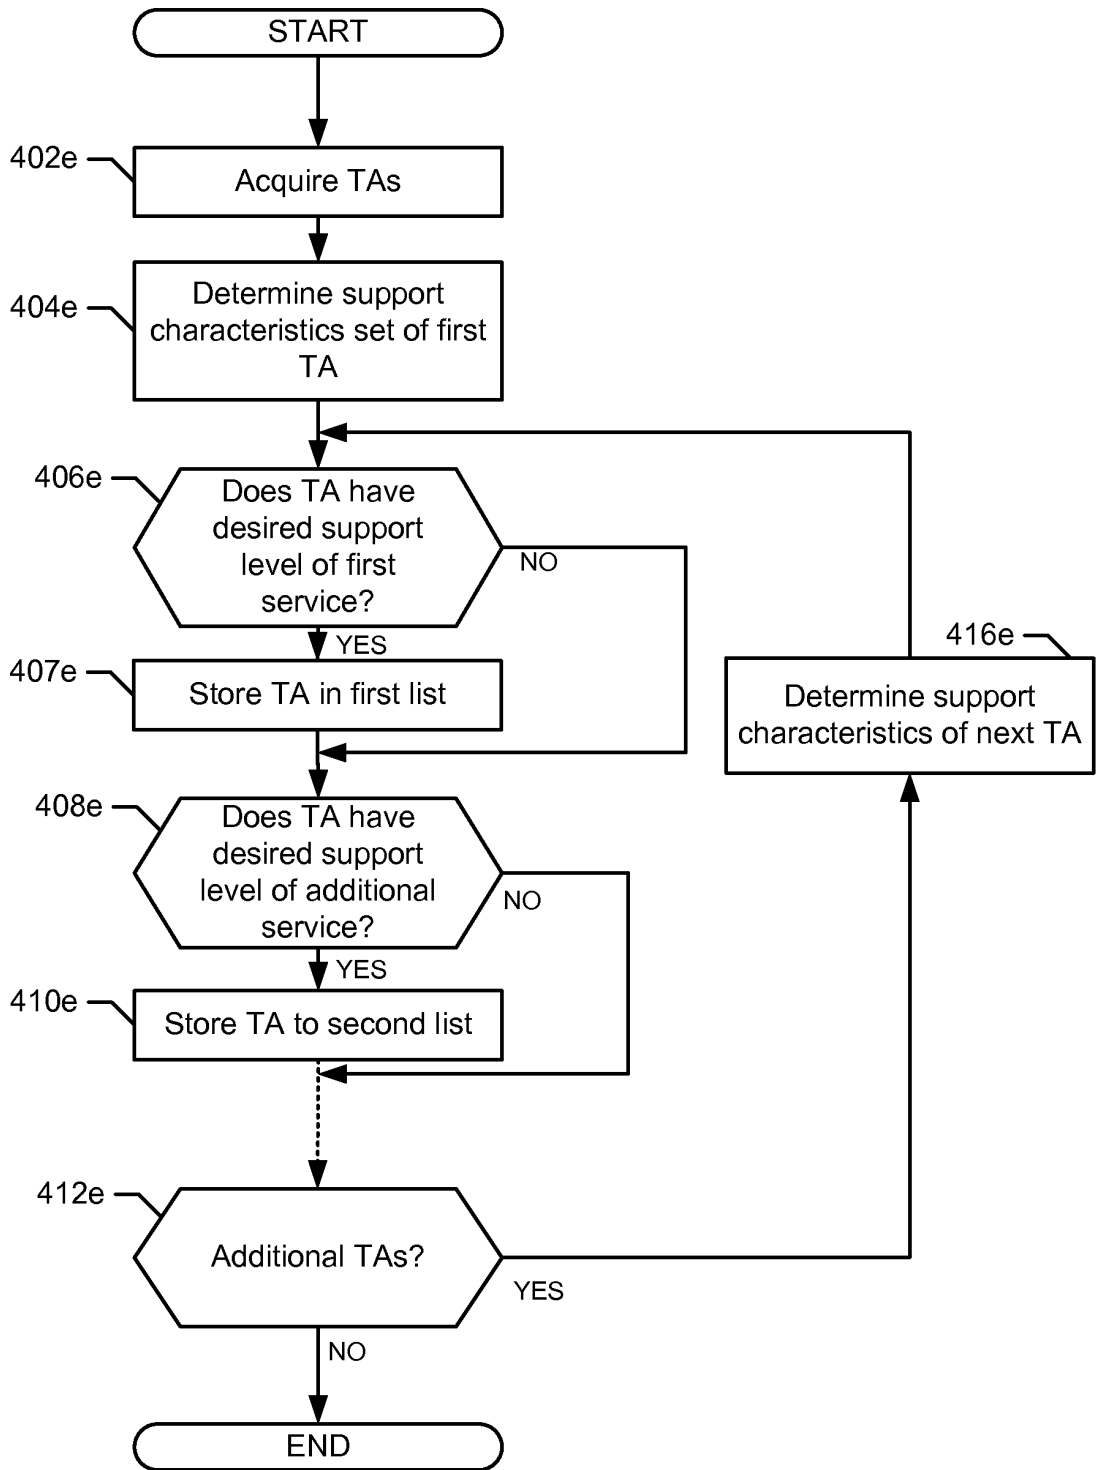 START
402e
Acquire TAs
404e
Determine support
characteristics set of first
TA
406e
Does TA have
desired support
level of first
service?
NO
YES
416e
407e
Store TA in first list
Determine support
characteristics of next TA
408e
Does TA have
desired support
level of additional
service?
NO
YES
410e
Store TA to second list
412e
Additional TAs?
YES
NO
END